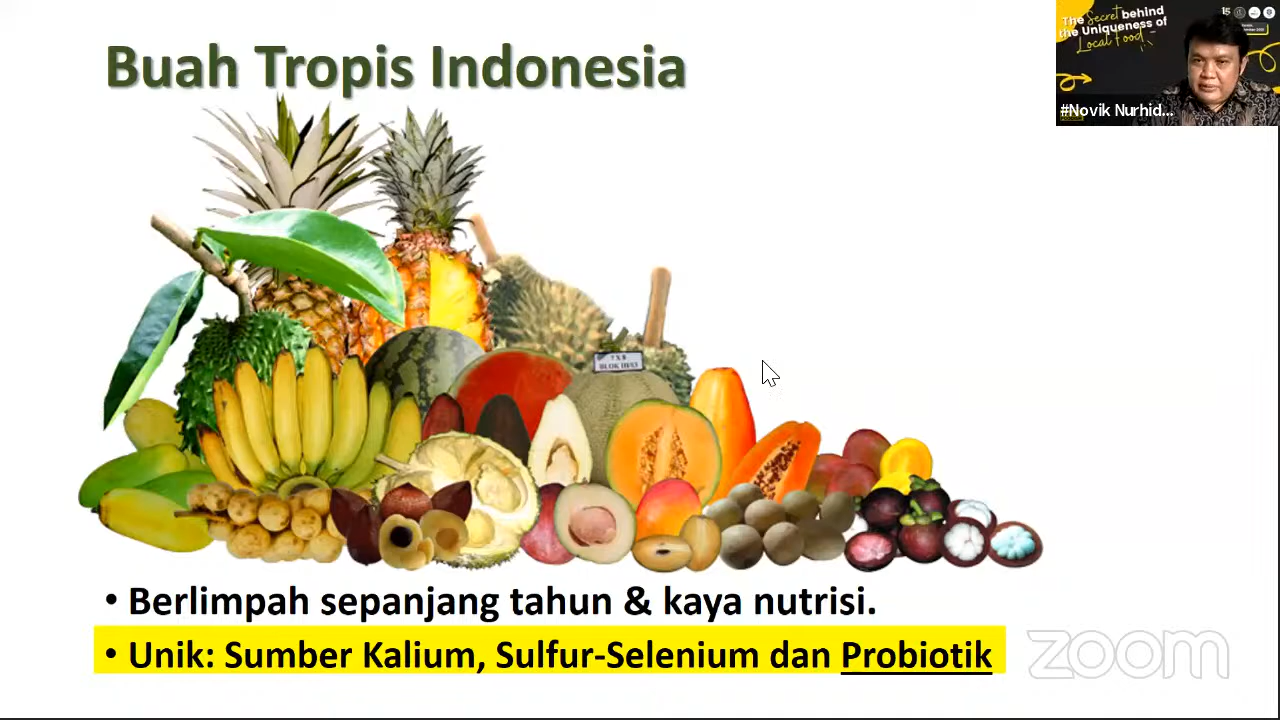 Buah Tropis Indonesia
The Secret behind
the Uniqueness of
Local Food
#Novik Nurhid...
• Berlimpah sepanjang tahun & kaya nutrisi.
• Unik: Sumber Kalium, Sulfur-Selenium dan Probiotik
zoom